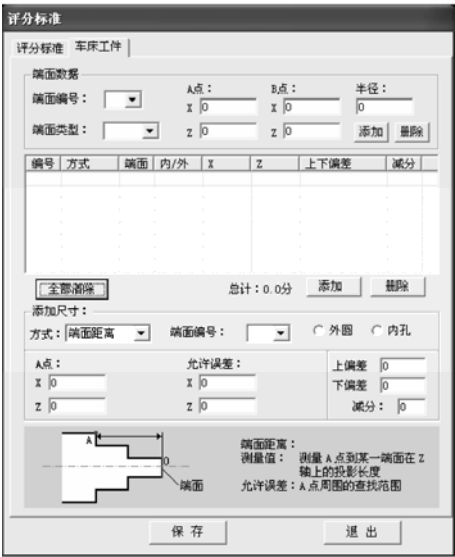 评分标准
评分标准 车床工件
端面数据
端面编号： A点： B点： 半径：
X 0 X 0 0
端面类型： Z 0 Z 0 添加 删除
编号 方式 端面 内/外 X Z 上下偏差 减分
全部消除 总计：0.0分 添加 删除
添加尺寸：
方式： 端面距离 端面编号： 外圆 内孔
A点： 允许误差： 上偏差 0
X 0 X 0 下偏差 0
Z 0 Z 0 减分： 0
A 端面距离：
测量值： 测量A点到某一端面在Z
O 轴上的投影长度
端面 允许误差：A点周围的查找范围
保存 退出